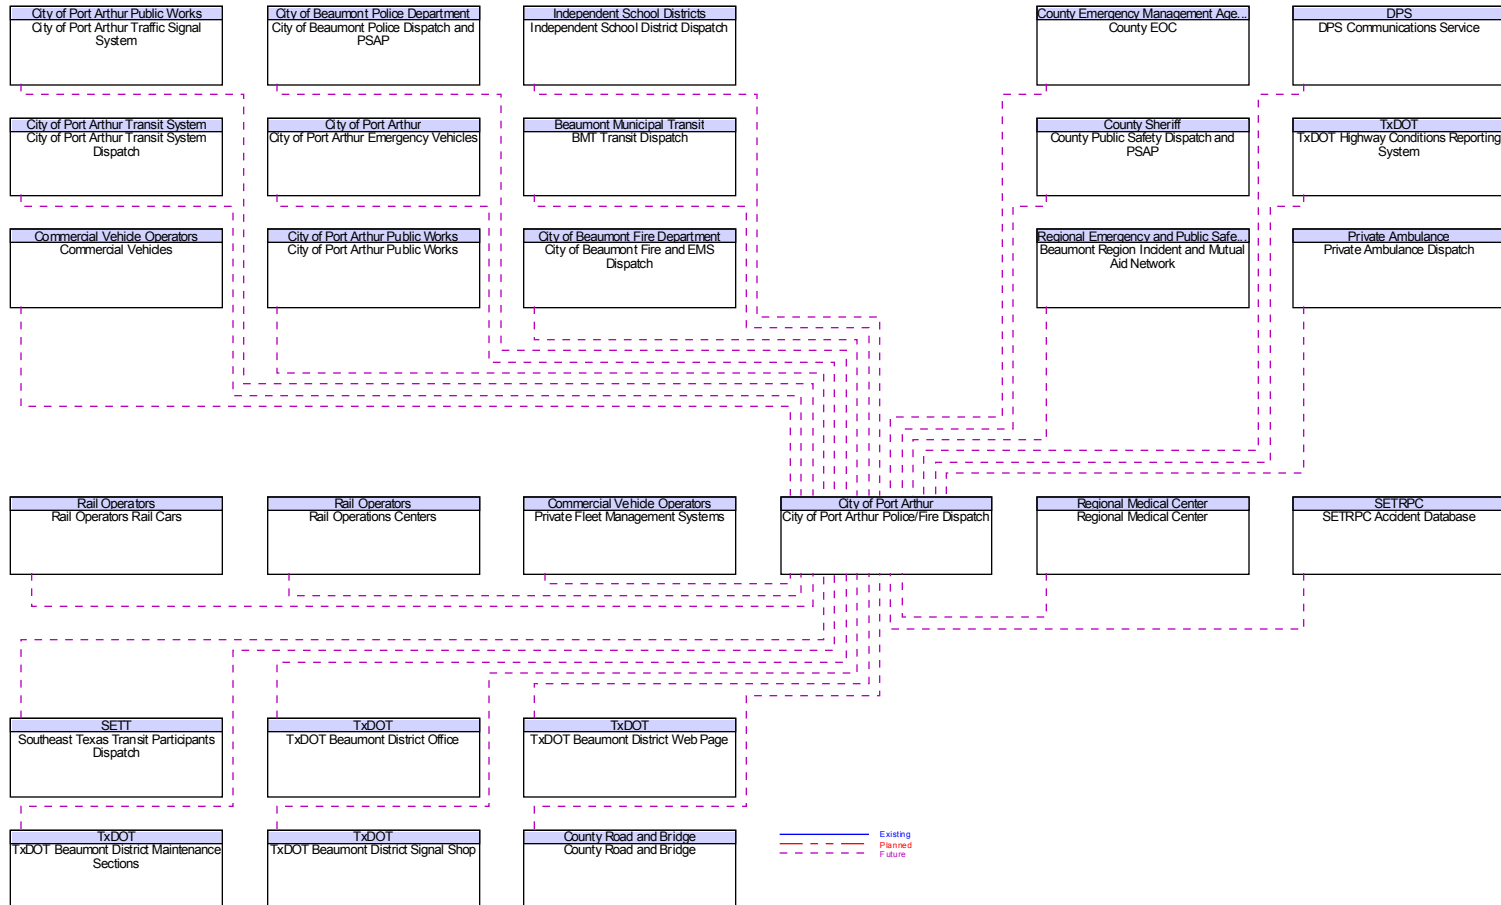 City of Port Arthur Public Works
City of Port Arthur Traffic Signal
System
City of Beaumont Police Department
City of Beaumont Police Dispatch and
PSAP
Independent School Districts
Independent School District Dispatch
County Emergency Management Age...
County EOC
DPS
DPS Communications Service
City of Port Arthur Transit System
City of Port Arthur Transit System
Dispatch
City of Port Arthur
City of Port Arthur Emergency Vehicles
Beaumont Municipal Transit
BMT Transit Dispatch
County Sheriff
County Public Safety Dispatch and
PSAP
TxDOT
TxDOT Highway Conditions Reporting
System
Commercial Vehicle Operators
Commercial Vehicles
City of Port Arthur Public Works
City of Port Arthur Public Works
City of Beaumont Fire Department
City of Beaumont Fire and EMS
Dispatch
Regional Emergency and Public Safe...
Beaumont Region Incident and Mutual
Aid Network
Private Ambulance
Private Ambulance Dispatch
Rail Operators
Rail Operators Rail Cars
Rail Operators
Rail Operations Centers
Commercial Vehicle Operators
Private Fleet Management Systems
City of Port Arthur
City of Port Arthur Police/Fire Dispatch
Regional Medical Center
Regional Medical Center
SETRPC
SETRPC Accident Database
SETT
Southeast Texas Transit Participants
Dispatch
TxDOT
TxDOT Beaumont District Office
TxDOT
TxDOT Beaumont District Web Page
TxDOT
TxDOT Beaumont District Maintenance
Sections
TxDOT
TxDOT Beaumont District Signal Shop
County Road and Bridge
County Road and Bridge
Existing
Planned
Future